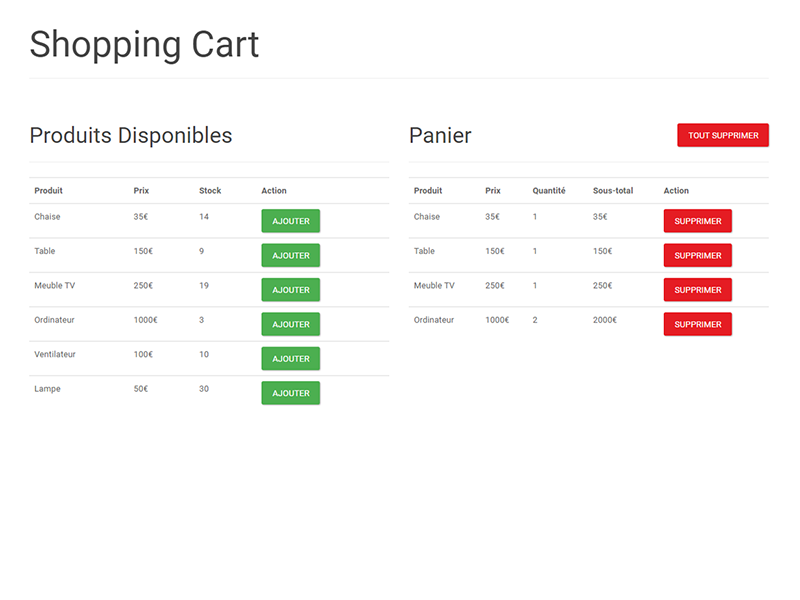 Shopping Cart
Produits Disponibles
Produit Prix Stock Action
Chaise 35€ 14 AJOUTER
Table 150€ 9 AJOUTER
Meuble TV 250€ 19 AJOUTER
Ordinateur 1000€ 3 AJOUTER
Ventilateur 100€ 10 AJOUTER
Lampe 50€ 30 AJOUTER
Panier TOUT SUPPRIMER
Produit Prix Quantité Sous-total Action
Chaise 35€ 1 35€ SUPPRIMER
Table 150€ 1 150€ SUPPRIMER
Meuble TV 250€ 1 250€ SUPPRIMER
Ordinateur 1000€ 2 2000€ SUPPRIMER